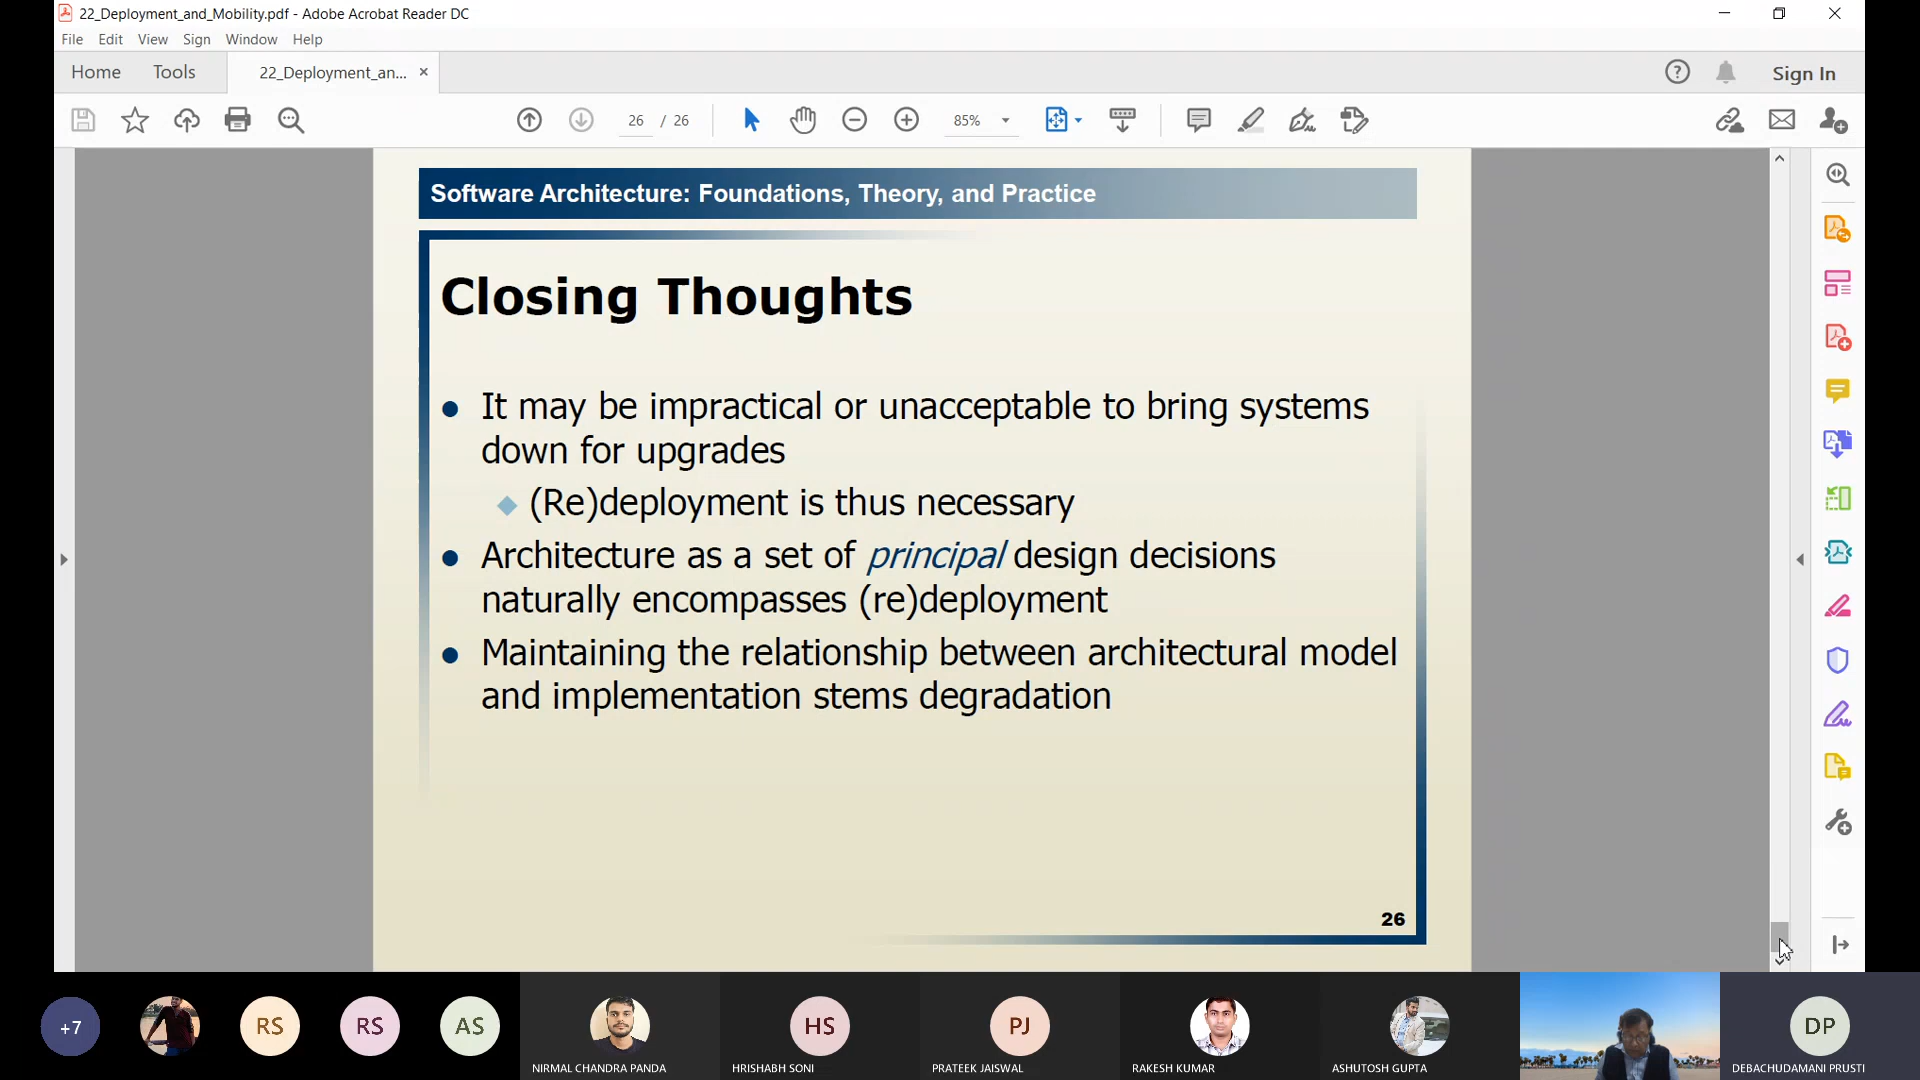 22_Deployment_and_Mobility.pdf - Adobe Acrobat Reader DC
File Edit View Sign Window Help
Home Tools 22_Deployment_an... × Sign In
26 / 26 85%
Software Architecture: Foundations, Theory, and Practice
Closing Thoughts
● It may be impractical or unacceptable to bring systems
down for upgrades
◆ (Re)deployment is thus necessary
● Architecture as a set of principal design decisions
naturally encompasses (re)deployment
● Maintaining the relationship between architectural model
and implementation stems degradation
26
+7 RS RS AS HS PJ DP
NIRMAL CHANDRA PANDA HRISHABH SONI PRATEEK JAISWAL RAKESH KUMAR ASHUTOSH GUPTA DEBACHUDAMANI PRUSTI